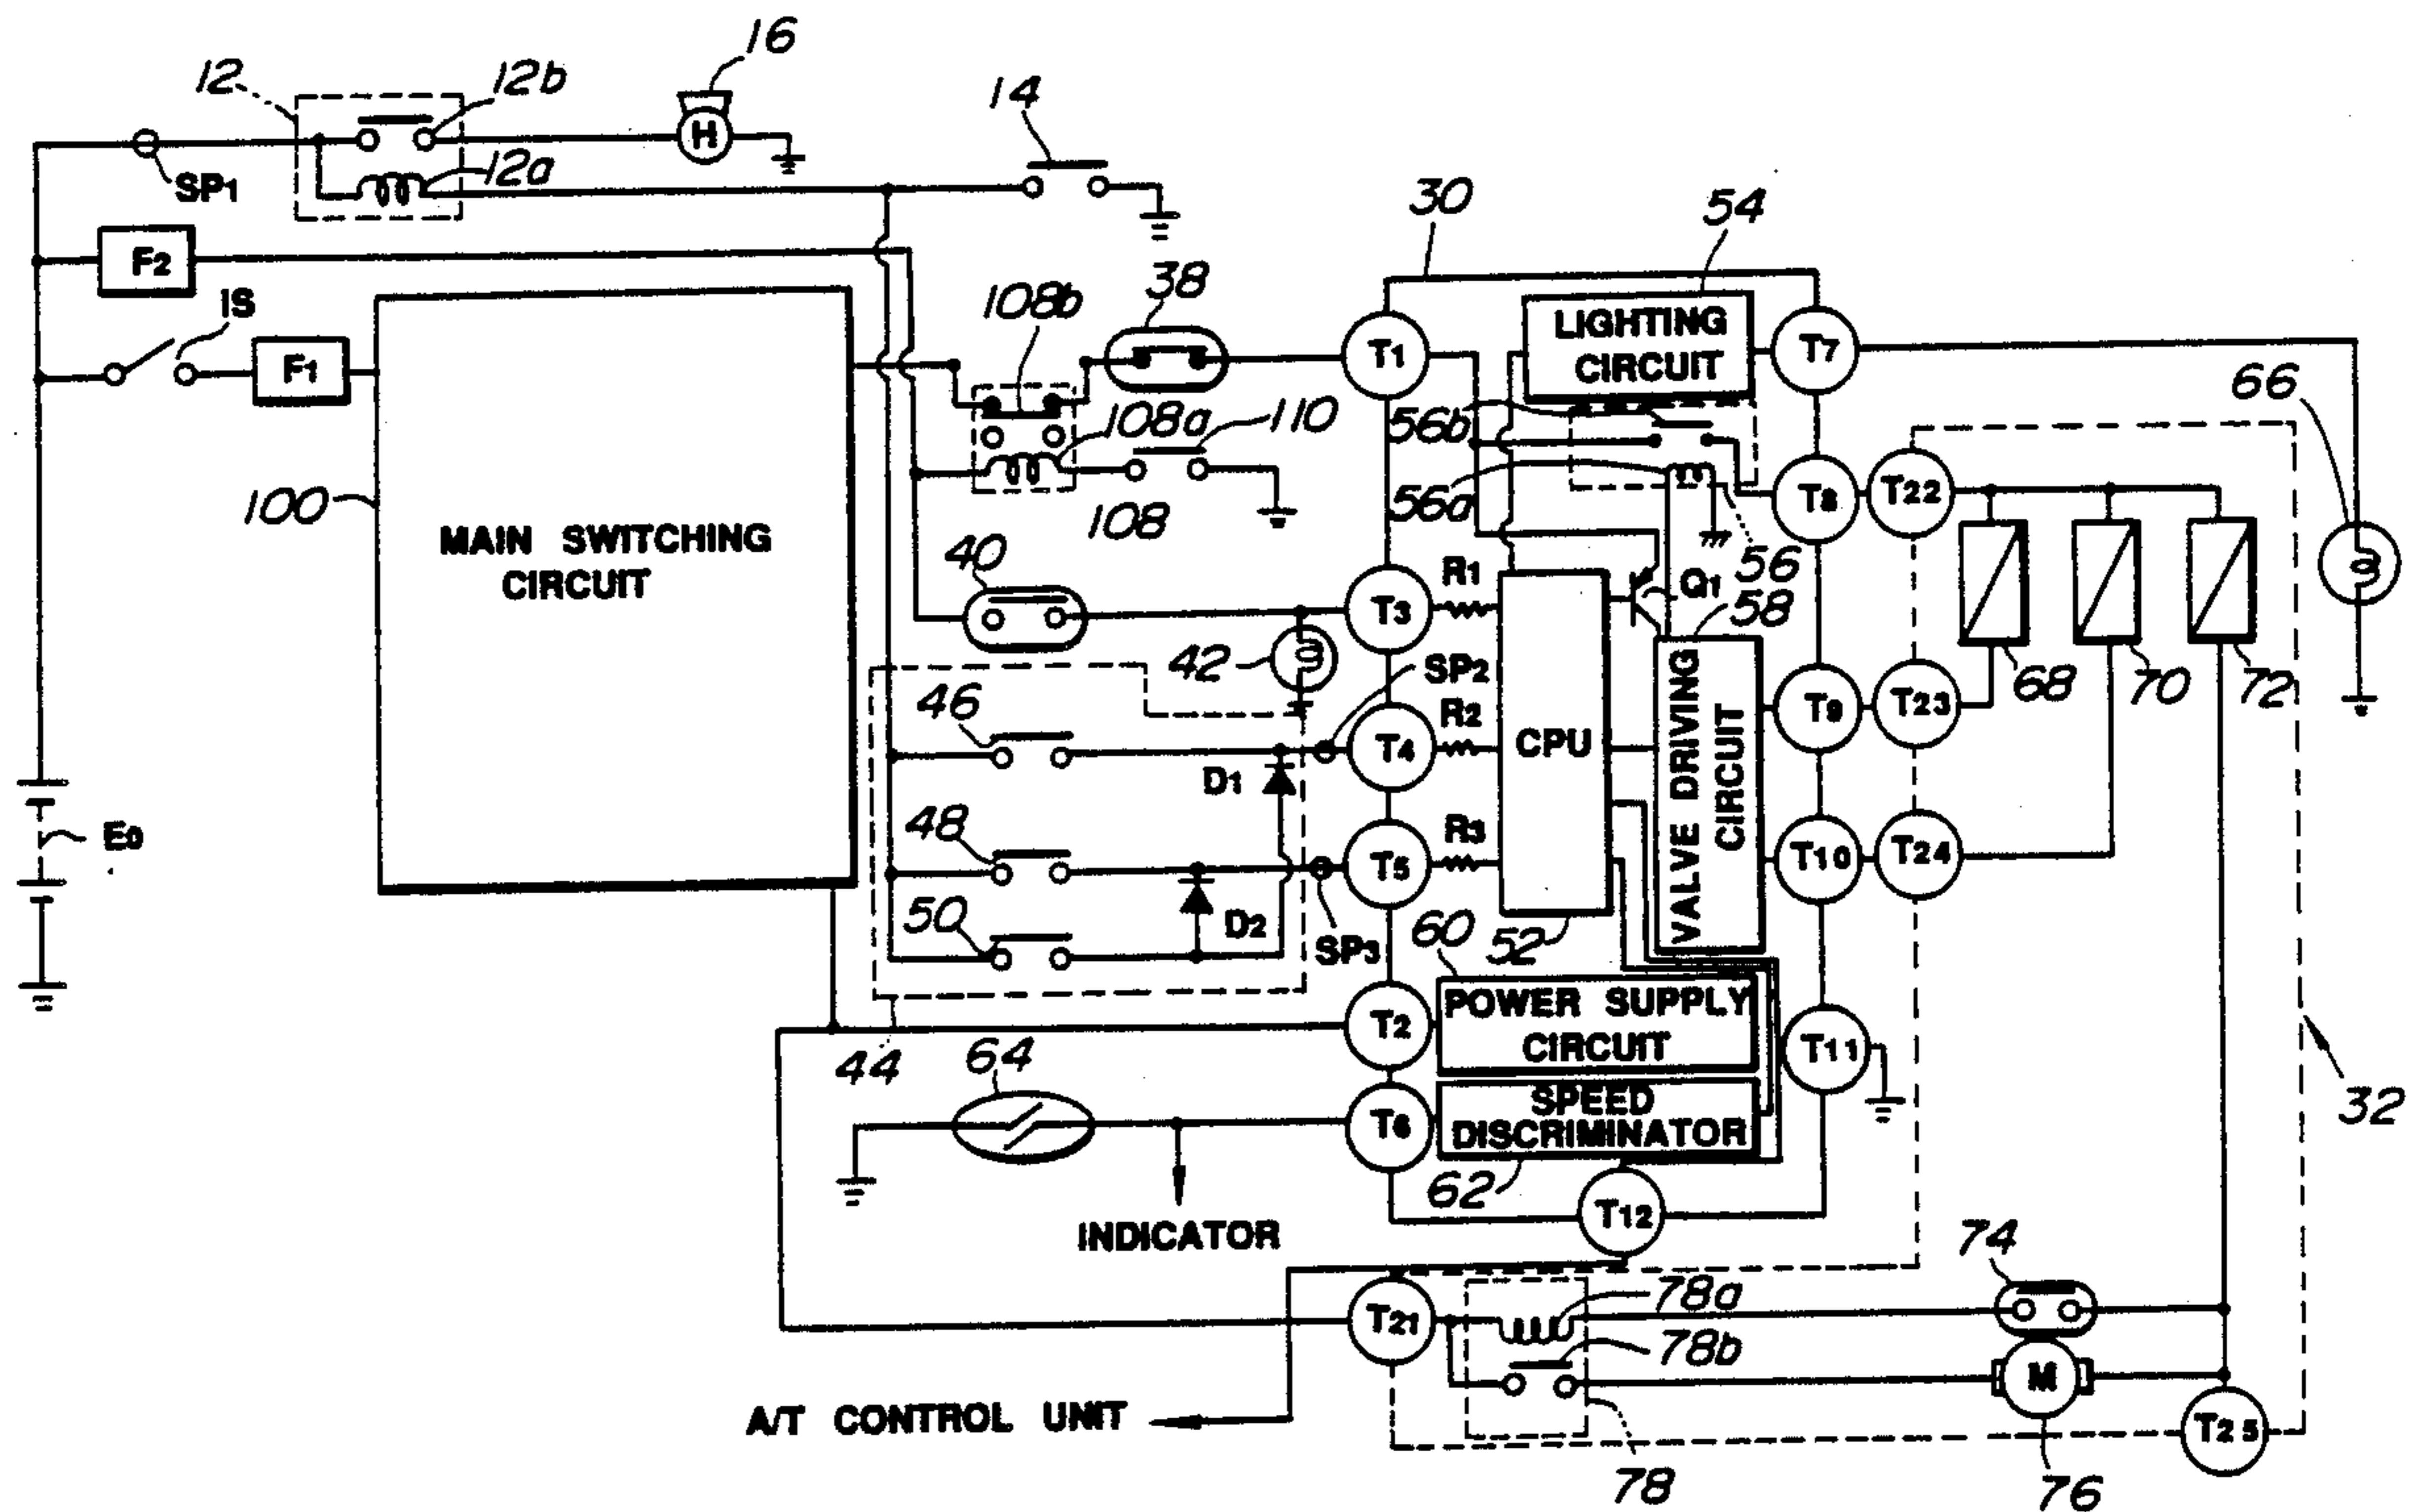 16
12
12b
14
H
12a
SP1
30
54
F2
38
IS
108b
LIGHTING
CIRCUIT
T1
T7
F1
66
108a
110
56b
56a
T8
T22
100
108
MAIN SWITCHING
CIRCUIT
40
R1
Q1
56
58
T3
42
SP2
68
70
72
46
R2
T9
T23
T4
CPU
D1
VALVE DRIVING
CIRCUIT
E0
48
R3
T5
T10
T24
50
D2
SP3
60
52
POWER SUPPLY
CIRCUIT
T2
T11
44
64
32
SPEED
DISCRIMINATOR
T6
62
INDICATOR
T12
74
78a
T21
78b
M
A/T CONTROL UNIT
T25
78
76